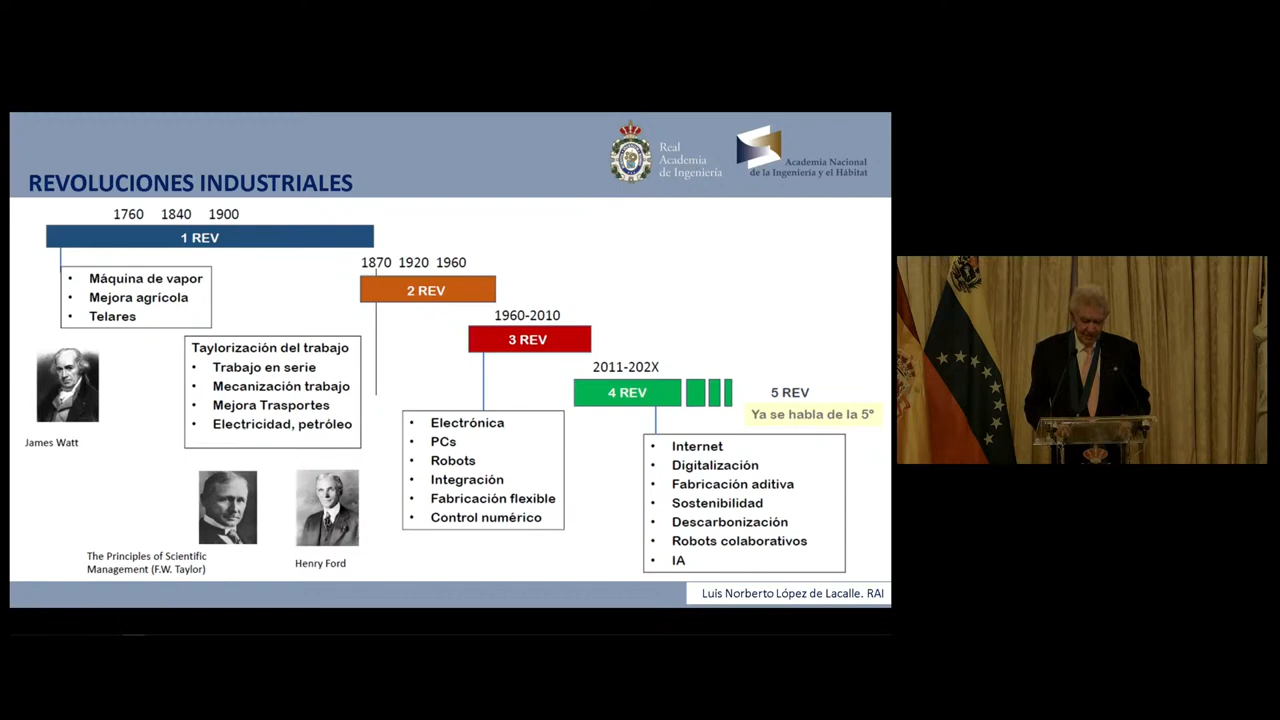 Real
Academia
de Ingeniería
Academia Nacional
de la Ingeniería y el Hábitat
REVOLUCIONES INDUSTRIALES
1760 1840 1900
1 REV
• Máquina de vapor
• Mejora agrícola
• Telares
James Watt
1870 1920 1960
2 REV
Taylorización del trabajo
• Trabajo en serie
• Mecanización trabajo
• Mejora Trasportes
• Electricidad, petróleo
The Principles of Scientific
Management (F.W. Taylor)
Henry Ford
1960-2010
3 REV
• Electrónica
• PCs
• Robots
• Integración
• Fabricación flexible
• Control numérico
2011-202X
4 REV
5 REV
Ya se habla de la 5º
• Internet
• Digitalización
• Fabricación aditiva
• Sostenibilidad
• Descarbonización
• Robots colaborativos
• IA
Luis Norberto López de Lacalle. RAI